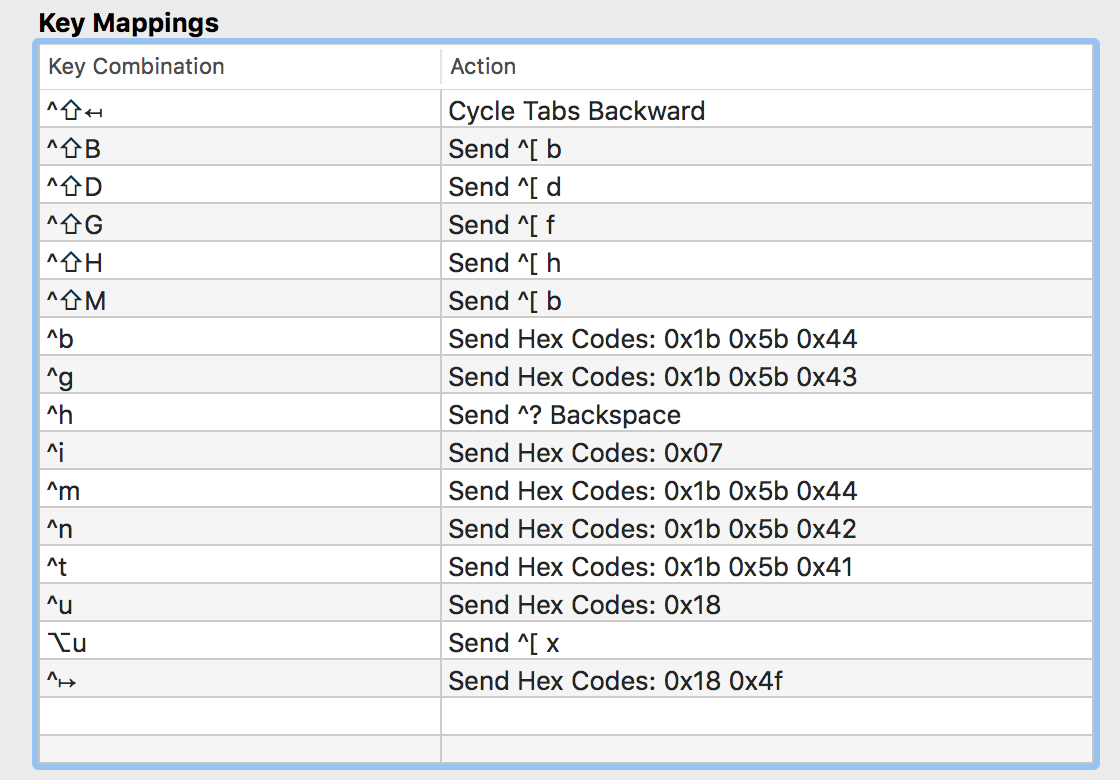 Key Mappings
Key Combination Action
^⇧↤ Cycle Tabs Backward
^⇧B Send ^[ b
^⇧D Send ^[ d
^⇧G Send ^[ f
^⇧H Send ^[ h
^⇧M Send ^[ b
^b Send Hex Codes: 0x1b 0x5b 0x44
^g Send Hex Codes: 0x1b 0x5b 0x43
^h Send ^? Backspace
^i Send Hex Codes: 0x07
^m Send Hex Codes: 0x1b 0x5b 0x44
^n Send Hex Codes: 0x1b 0x5b 0x42
^t Send Hex Codes: 0x1b 0x5b 0x41
^u Send Hex Codes: 0x18
⌥u Send ^[ x
^↦ Send Hex Codes: 0x18 0x4f